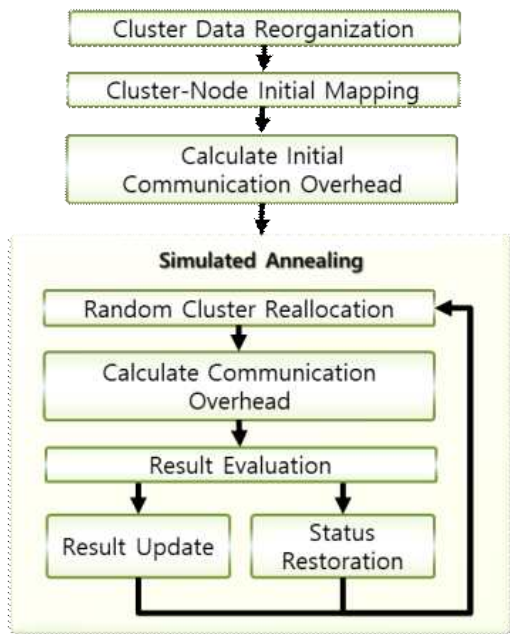 Cluster Data Reorganization
Cluster-Node Initial Mapping
Calculate Initial
Communication Overhead
Simulated Annealing
Random Cluster Reallocation
Calculate Communication
Overhead
Result Evaluation
Result Update
Status
Restoration